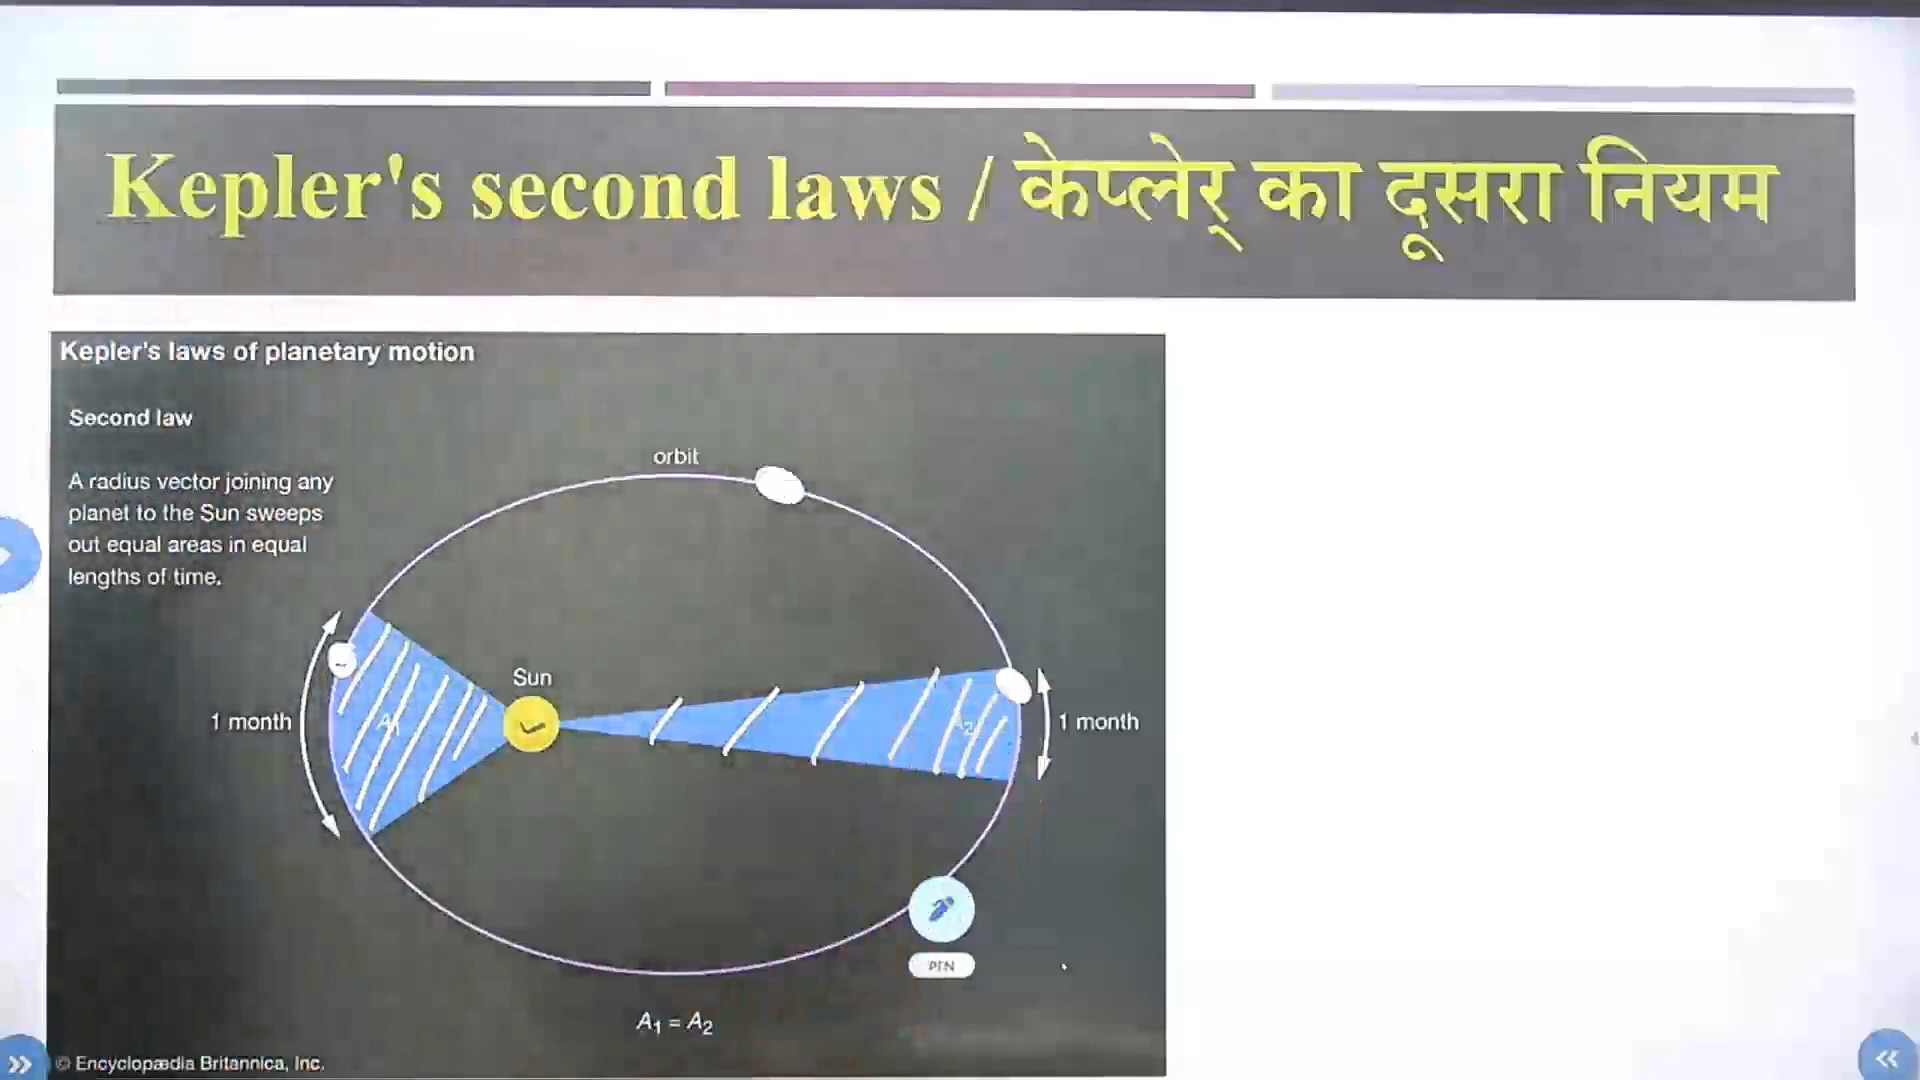 Kepler's second laws / केप्लेर् का दूसरा नियम
Kepler's laws of planetary motion
Second law
A radius vector joining any
planet to the Sun sweeps
out equal areas in equal
lengths of time.
orbit
Sun
1 month
A1
A2
1 month
PEN
A1 = A2
© Encyclopædia Britannica, Inc.